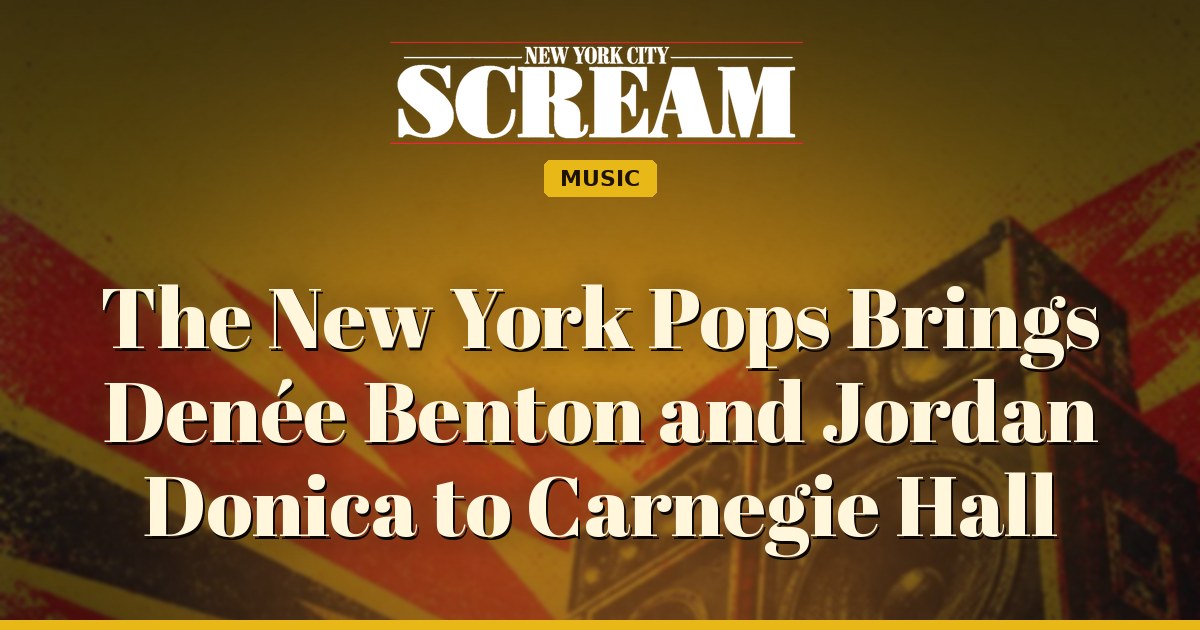 NEW YORK CITY
SCREAM
MUSIC
The New York Pops Brings
Denée Benton and Jordan
Donica to Carnegie Hall